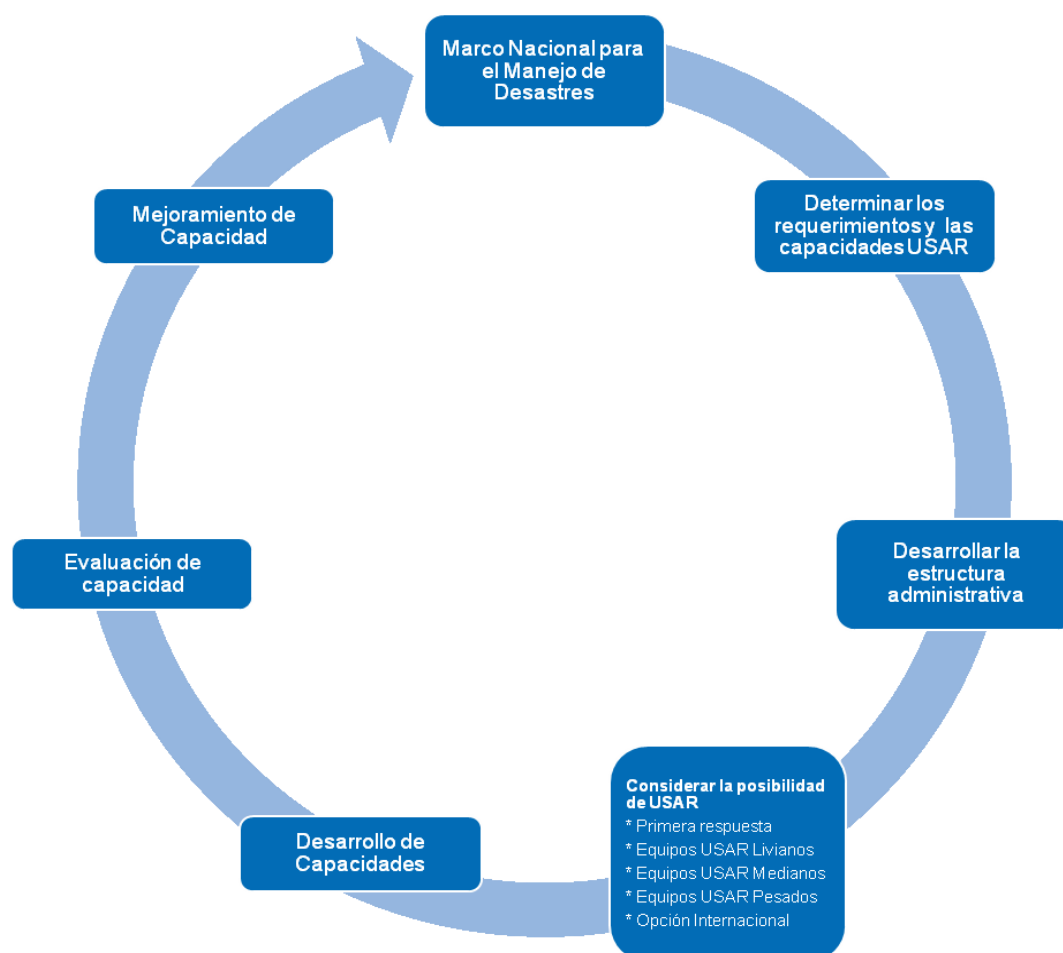 Marco Nacional para
el Manejo de
Desastres
Determinar los
requerimientos y las
capacidades USAR
Desarrollar la
estructura
administrativa
Considerar la posibilidad
de USAR
* Primera respuesta
* Equipos USAR Livianos
* Equipos USAR Medianos
* Equipos USAR Pesados
* Opción Internacional
Desarrollo de
Capacidades
Evaluación de
capacidad
Mejoramiento de
Capacidad